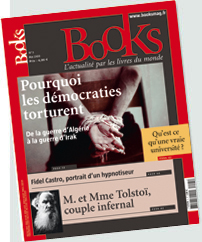 www.booksmag.fr
Books
BOOKS
L'actualité par les livres du monde
Pourquoi
les démocraties
torturent
De la guerre d'Algérie
à la guerre d'Irak
Qu'est ce
qu'une vraie
université ?
Fidel Castro, portrait d'un hypnotiseur
M. et Mme Tolstoï,
couple infernal